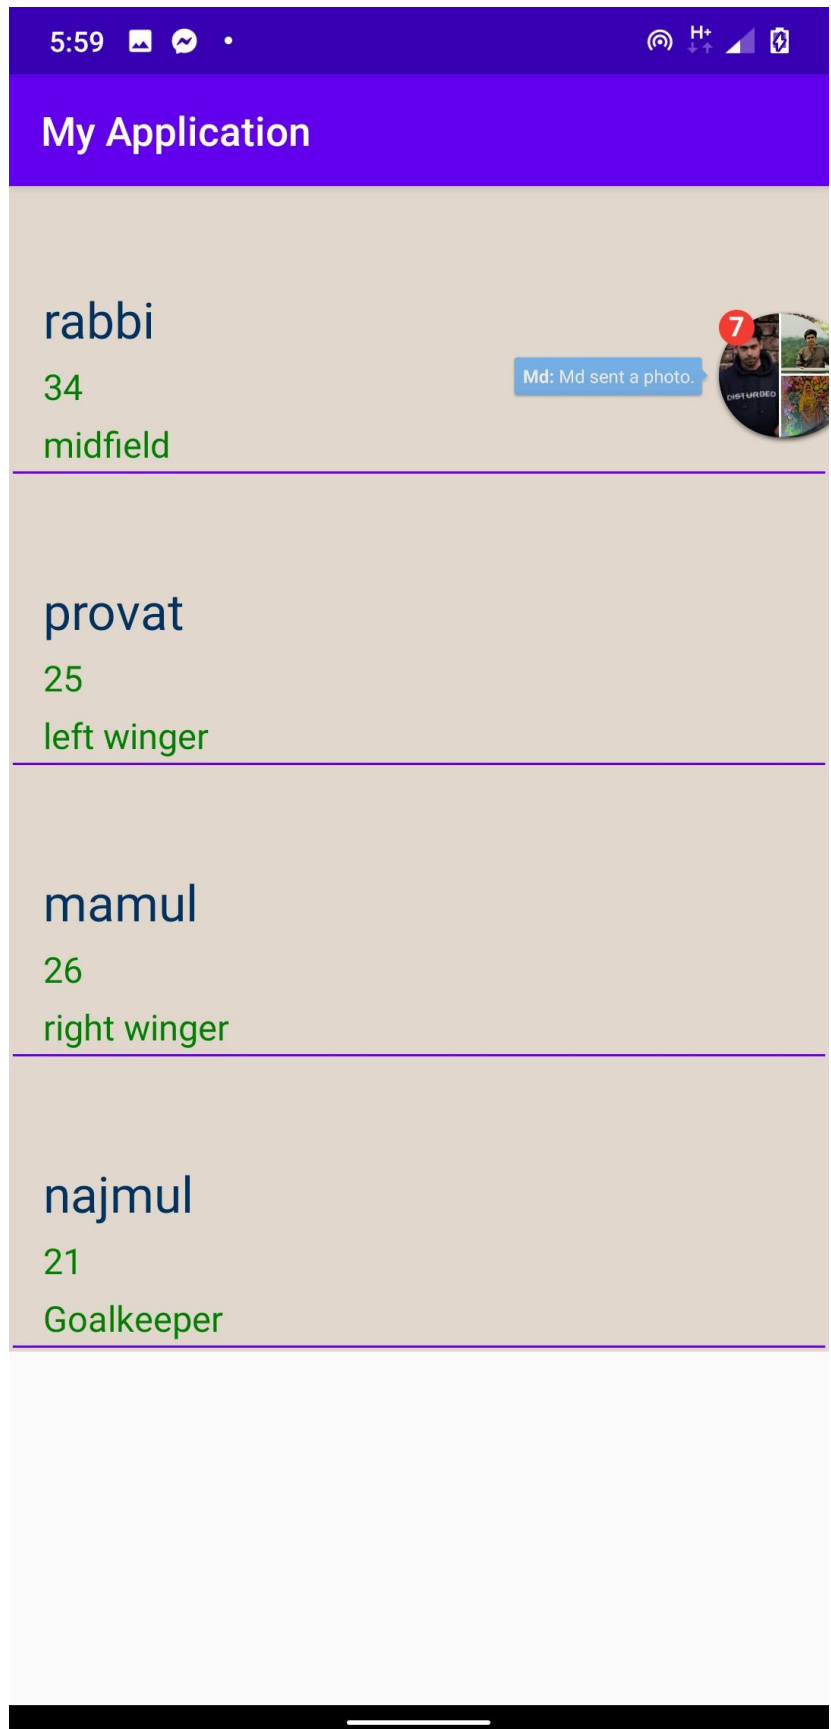 5:59
H+
My Application
rabbi
34
midfield
7
Md: Md sent a photo.
DISTURBED
provat
25
left winger
mamul
26
right winger
najmul
21
Goalkeeper